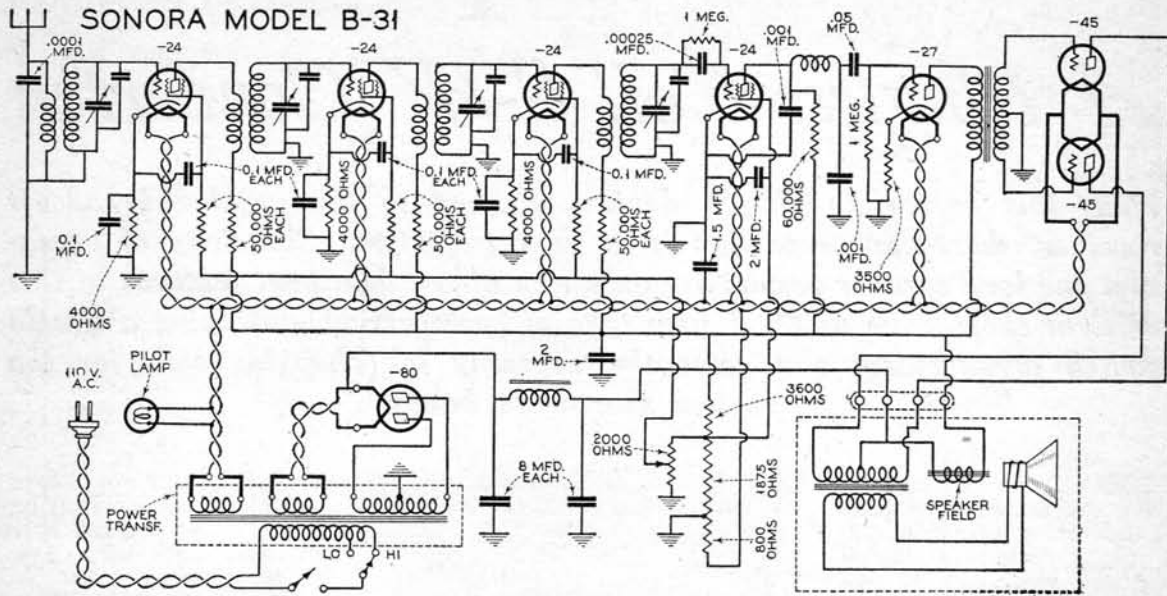 SONORA MODEL B-31
.0001
MFD.
-24
-24
-24
1 MEG.
.00025
MFD.
-24
.001
MFD.
.05
MFD.
-27
-45
-45
0.1 MFD.
EACH
0.1 MFD.
EACH
0.1 MFD.
0.1
MFD.
4000
OHMS
50,000
OHMS
EACH
4000 OHMS
50,000
OHMS
EACH
4000 OHMS
50,000
OHMS
EACH
1.5 MFD.
2 MFD.
60,000
OHMS
1 MEG.
.001
MFD.
3500
OHMS
110 V.
A.C.
PILOT
LAMP
-80
2
MFD.
3600
OHMS
2000
OHMS
1875
OHMS
800
OHMS
8 MFD.
EACH
POWER
TRANSF.
LO
HI
SPEAKER
FIELD